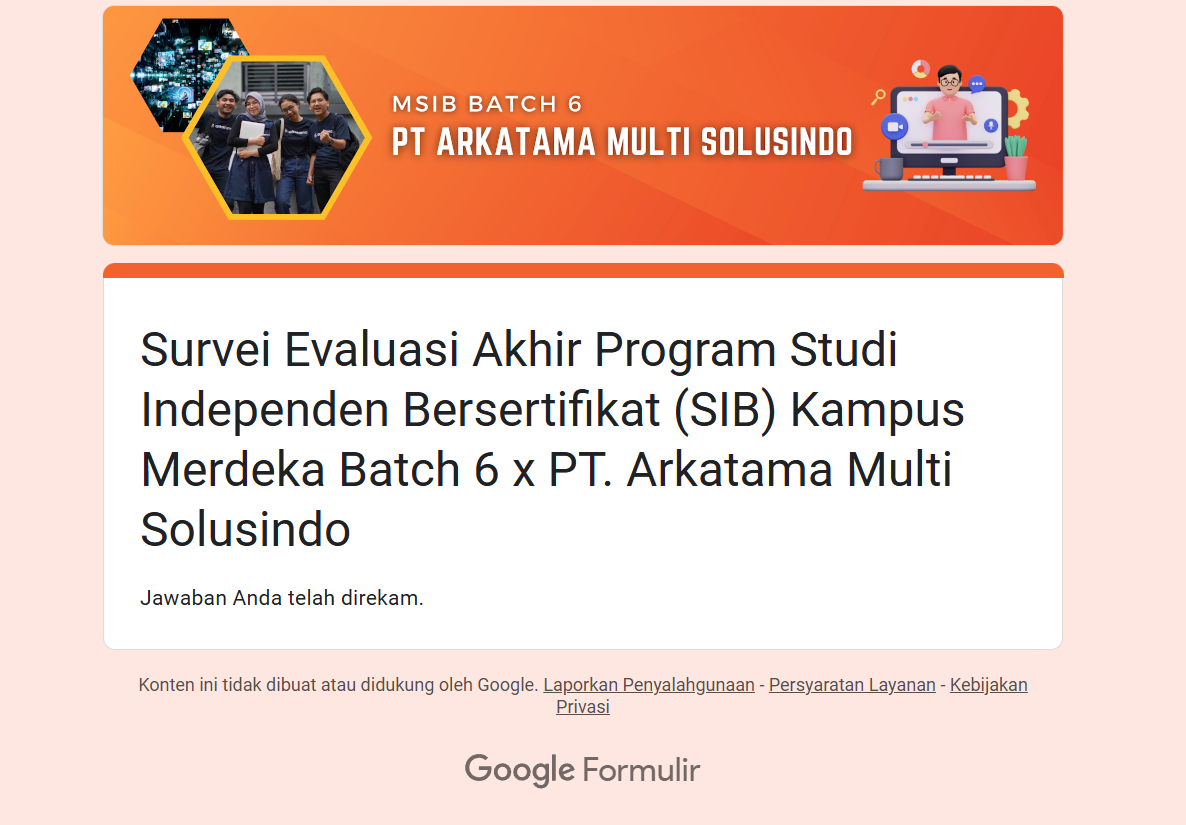 MSIB BATCH 6
PT ARKATAMA MULTI SOLUSINDO
Survei Evaluasi Akhir Program Studi
Independen Bersertifikat (SIB) Kampus
Merdeka Batch 6 x PT. Arkatama Multi
Solusindo
Jawaban Anda telah direkam.
Konten ini tidak dibuat atau didukung oleh Google. Laporkan Penyalahgunaan - Persyaratan Layanan - Kebijakan
Privasi
Google Formulir